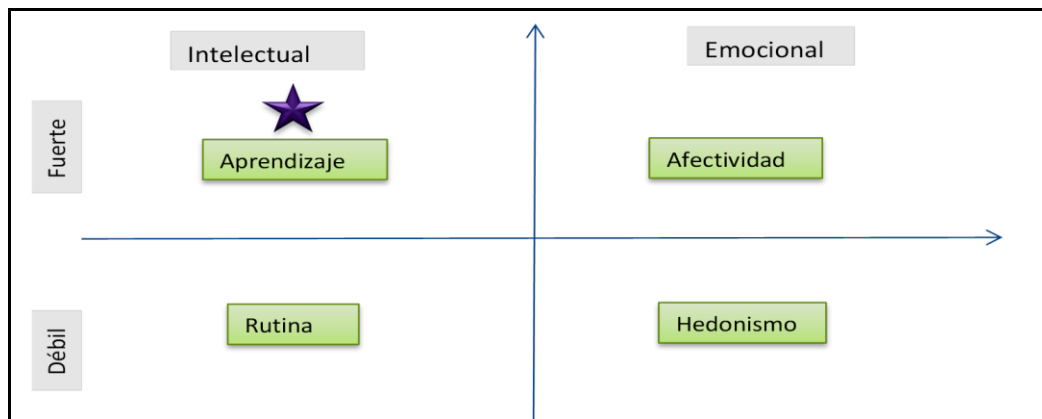 Intelectual
Emocional
Fuerte
Aprendizaje
Afectividad
Débil
Rutina
Hedonismo